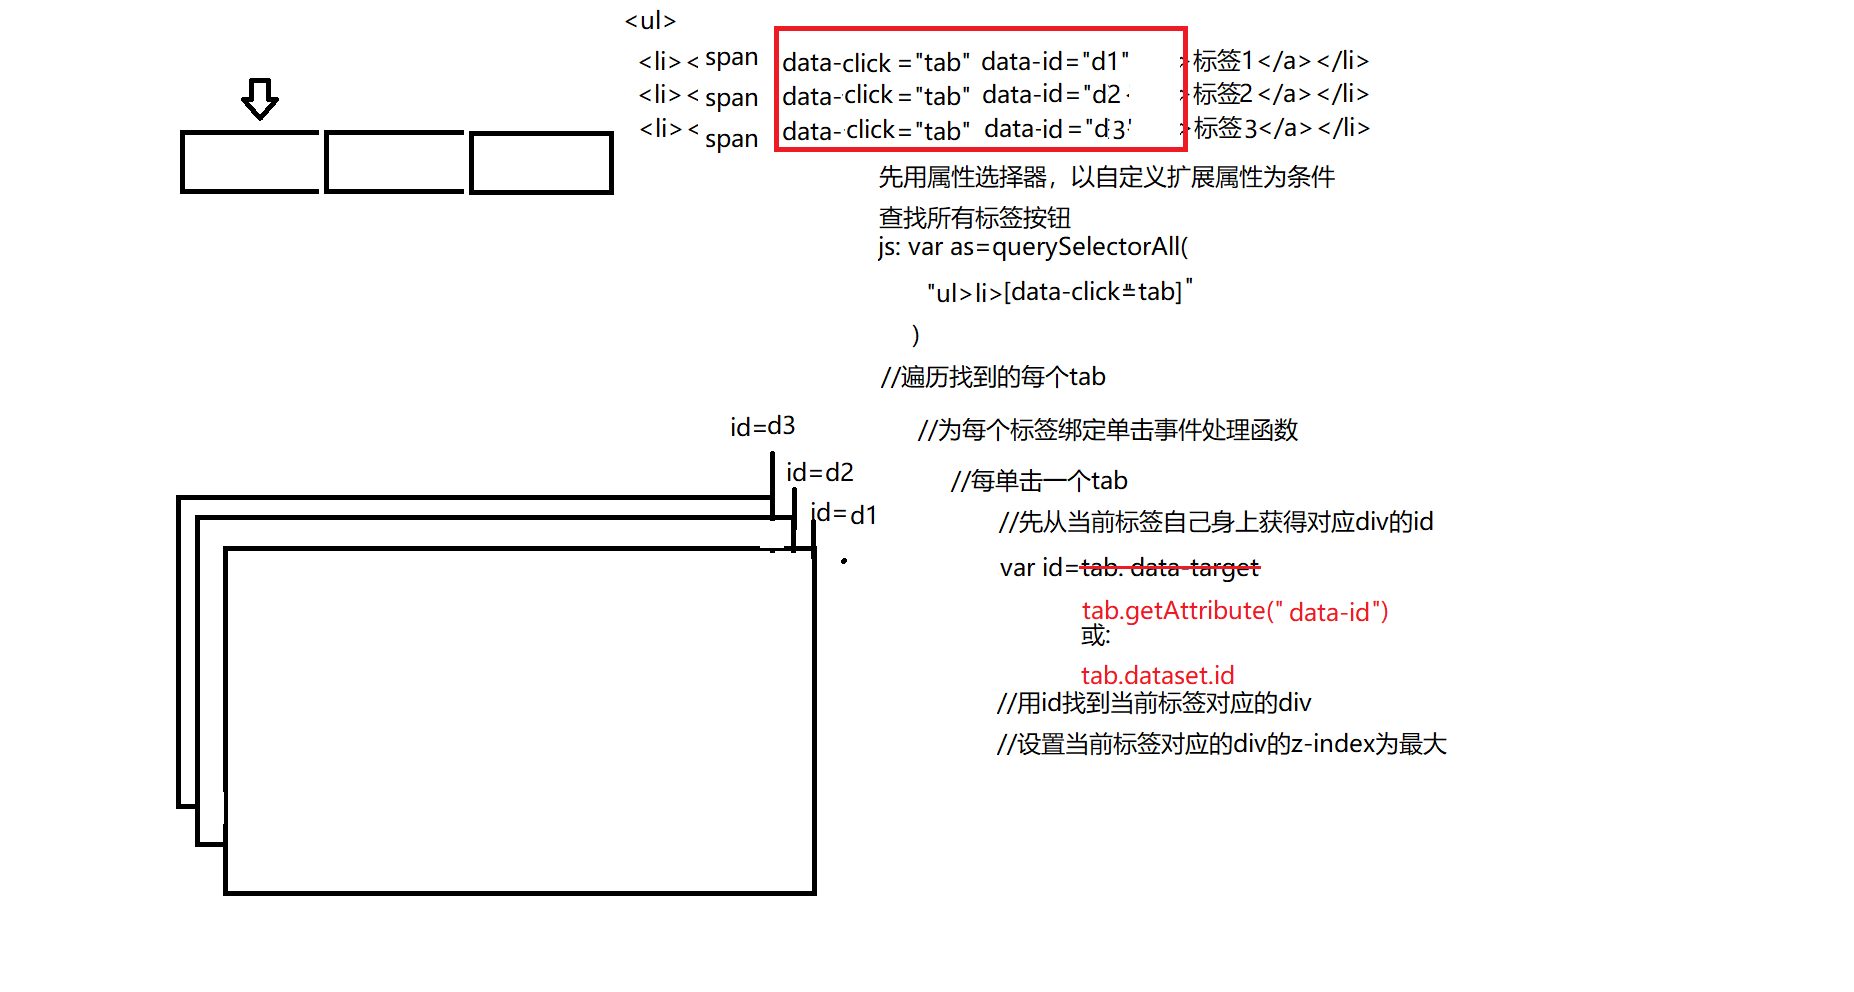 <ul>
<li>< span data-click ="tab" data-id="d1" >标签1</a></li>
<li>< span data-click ="tab" data-id="d2 >标签2</a></li>
<li>< span data-click ="tab" data-id ="d3" >标签3</a></li>
先用属性选择器，以自定义扩展属性为条件
查找所有标签按钮
js: var as=querySelectorAll(
"ul>li>[data-click=tab]"
)
//遍历找到的每个tab
id=d3
//为每个标签绑定单击事件处理函数
id=d2
//每单击一个tab
id= d1
//先从当前标签自己身上获得对应div的id
var id=tab. data-target
tab.getAttribute(" data-id")
或:
tab.dataset.id
//用id找到当前标签对应的div
//设置当前标签对应的div的z-index为最大